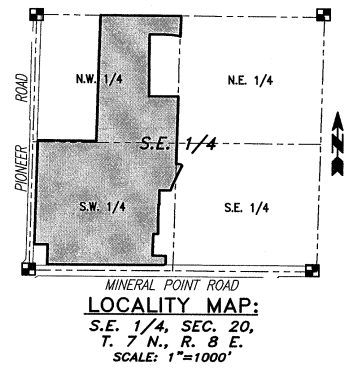 N.W. 1/4
N.E. 1/4
PIONEER ROAD
S.E. 1/4
N
S.W. 1/4
S.E. 1/4
MINERAL POINT ROAD
LOCALITY MAP:
S.E. 1/4, SEC. 20,
T. 7 N., R. 8 E.
SCALE: 1"=1000'